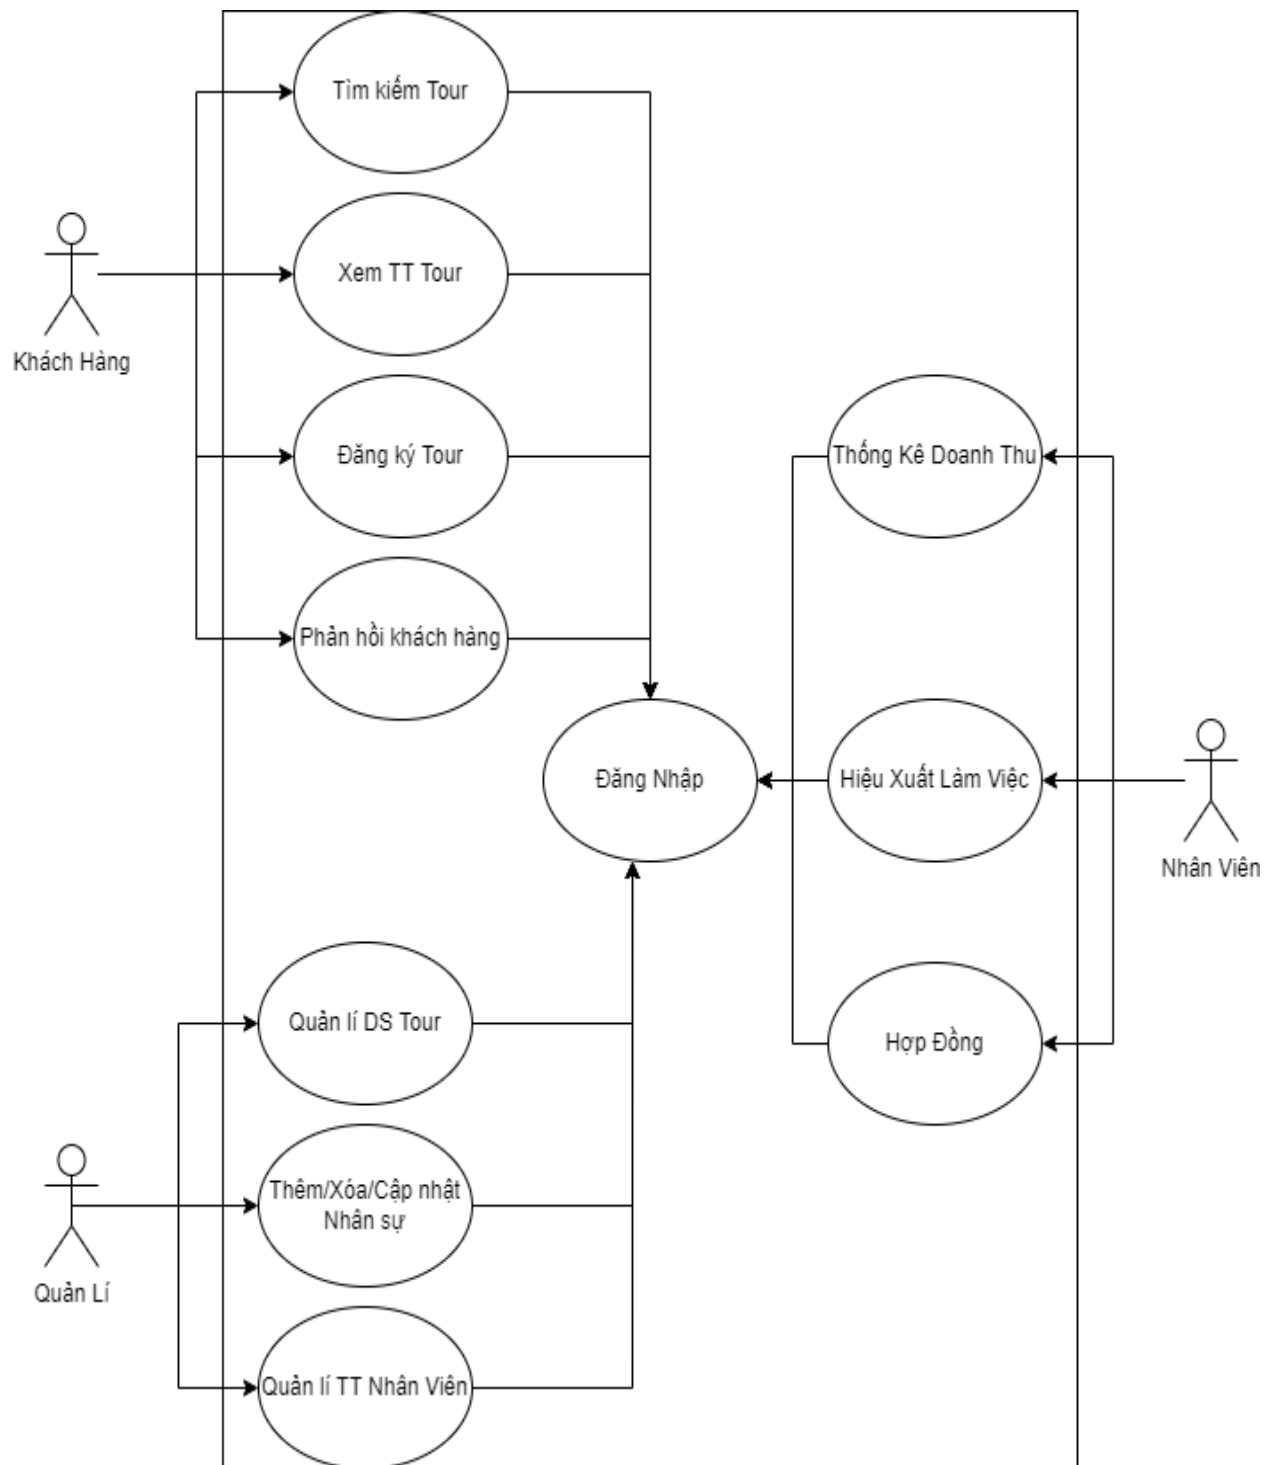 Tìm kiếm Tour
Xem TT Tour
Khách Hàng
Đăng ký Tour
Thống Kê Doanh Thu
Phản hồi khách hàng
Đăng Nhập
Hiệu Xuất Làm Việc
Nhân Viên
Quản lí DS Tour
Hợp Đồng
Thêm/Xóa/Cập nhật
Nhân sự
Quản Lí
Quản lí TT Nhân Viên